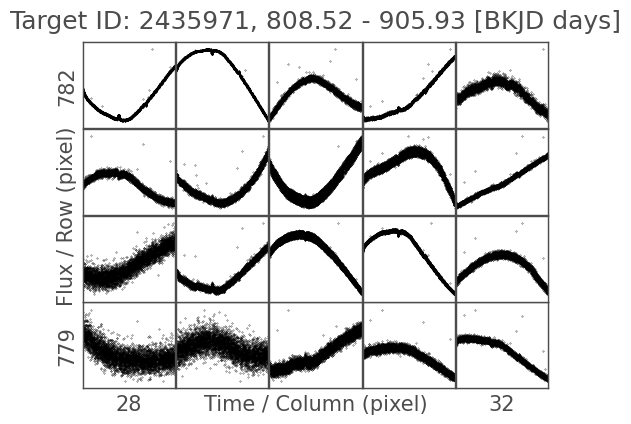 Target ID: 2435971, 808.52 - 905.93 [BKJD days]
782
Flux / Row (pixel)
779
28
Time / Column (pixel)
32